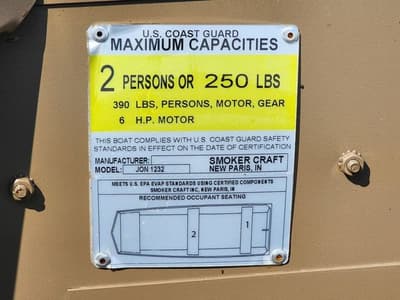 U.S. COAST GUARD
MAXIMUM CAPACITIES
2 PERSONS OR 250 LBS
390 LBS, PERSONS, MOTOR, GEAR
6 H.P. MOTOR
THIS BOAT COMPLIES WITH U.S. COAST GUARD SAFETY
STANDARDS IN EFFECT ON THE DATE OF CERTIFICATION
MANUFACTURER: SMOKER CRAFT
MODEL: JON 1232 NEW PARIS, IN
MEETS U.S. EPA EVAP STANDARDS USING CERTIFIED COMPONENTS
SMOKER CRAFT INC, NEW PARIS, IN
RECOMMENDED OCCUPANT SEATING
2 1